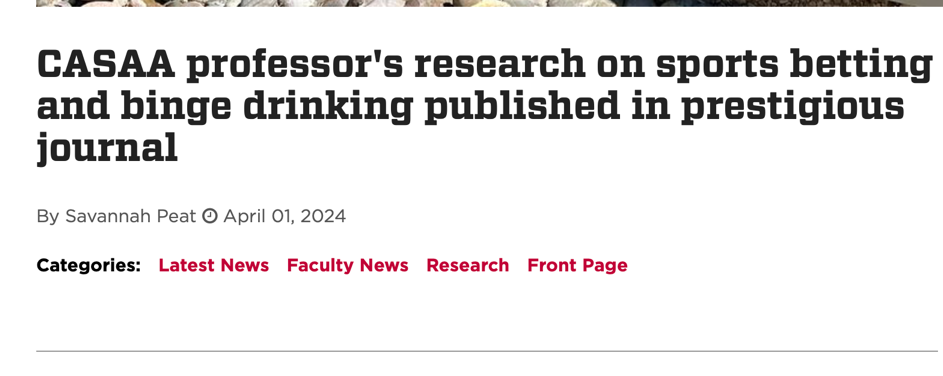 CASAA professor's research on sports betting
and binge drinking published in prestigious
journal
By Savannah Peat April 01, 2024
Categories: Latest News Faculty News Research Front Page